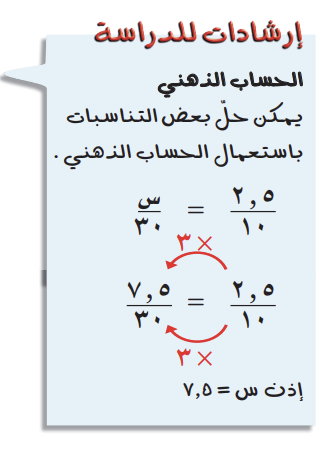 إرشادات للدراسة
الحساب الذهني
يمكن حلّ بعض التناسبات
باستعمال الحساب الذهني .
٢,٥ / ١٠ = س / ٣٠
× ٣
٢,٥ / ١٠ = ٧,٥ / ٣٠
× ٣
إذن س = ٧,٥